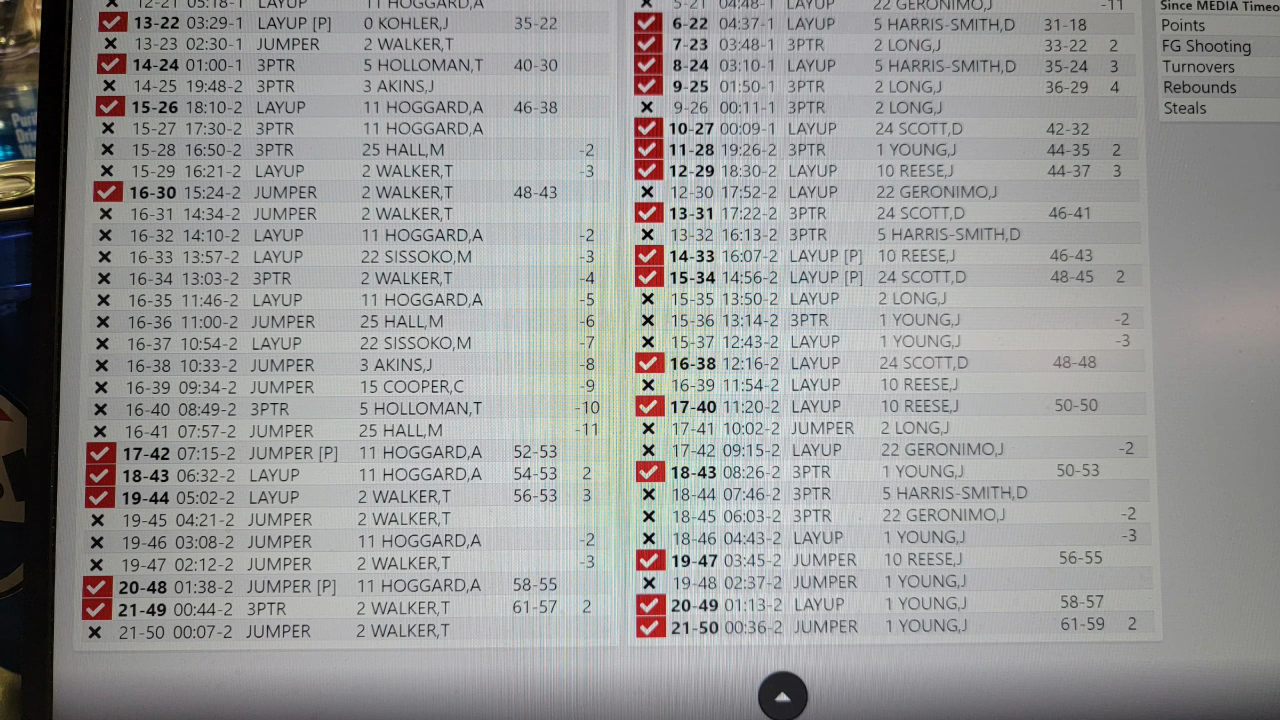 12-21 05:18-1 LAYUP 11 HOGGARD,A
13-22 03:29-1 LAYUP [P] 0 KOHLER,J 35-22
13-23 02:30-1 JUMPER 2 WALKER,T
14-24 01:00-1 3PTR 5 HOLLOMAN,T 40-30
14-25 19:48-2 3PTR 3 AKINS,J
15-26 18:10-2 LAYUP 11 HOGGARD,A 46-38
15-27 17:30-2 3PTR 11 HOGGARD,A
15-28 16:50-2 3PTR 25 HALL,M -2
15-29 16:21-2 LAYUP 2 WALKER,T -3
16-30 15:24-2 JUMPER 2 WALKER,T 48-43
16-31 14:34-2 JUMPER 2 WALKER,T
16-32 14:10-2 LAYUP 11 HOGGARD,A -2
16-33 13:57-2 LAYUP 22 SISSOKO,M -3
16-34 13:03-2 3PTR 2 WALKER,T -4
16-35 11:46-2 LAYUP 11 HOGGARD,A -5
16-36 11:00-2 JUMPER 25 HALL,M -6
16-37 10:54-2 LAYUP 22 SISSOKO,M -7
16-38 10:33-2 JUMPER 3 AKINS,J -8
16-39 09:34-2 JUMPER 15 COOPER,C -9
16-40 08:49-2 3PTR 5 HOLLOMAN,T -10
16-41 07:57-2 JUMPER 25 HALL,M -11
17-42 07:15-2 JUMPER [P] 11 HOGGARD,A 52-53
18-43 06:32-2 LAYUP 11 HOGGARD,A 54-53 2
19-44 05:02-2 LAYUP 2 WALKER,T 56-53 3
19-45 04:21-2 JUMPER 2 WALKER,T
19-46 03:08-2 JUMPER 11 HOGGARD,A -2
19-47 02:12-2 JUMPER 2 WALKER,T -3
20-48 01:38-2 JUMPER [P] 11 HOGGARD,A 58-55
21-49 00:44-2 3PTR 2 WALKER,T 61-57 2
21-50 00:07-2 JUMPER 2 WALKER,T
5-21 04:48-1 LAYUP 22 GERONIMO,J -11
6-22 04:37-1 LAYUP 5 HARRIS-SMITH,D 31-18
7-23 03:48-1 3PTR 2 LONG,J 33-22 2
8-24 03:10-1 LAYUP 5 HARRIS-SMITH,D 35-24 3
9-25 01:50-1 3PTR 2 LONG,J 36-29 4
9-26 00:11-1 3PTR 2 LONG,J
10-27 00:09-1 LAYUP 24 SCOTT,D 42-32
11-28 19:26-2 3PTR 1 YOUNG,J 44-35 2
12-29 18:30-2 LAYUP 10 REESE,J 44-37 3
12-30 17:52-2 LAYUP 22 GERONIMO,J
13-31 17:22-2 3PTR 24 SCOTT,D 46-41
13-32 16:13-2 3PTR 5 HARRIS-SMITH,D
14-33 16:07-2 LAYUP [P] 10 REESE,J 46-43
15-34 14:56-2 LAYUP [P] 24 SCOTT,D 48-45 2
15-35 13:50-2 LAYUP 2 LONG,J
15-36 13:14-2 3PTR 1 YOUNG,J -2
15-37 12:43-2 LAYUP 1 YOUNG,J -3
16-38 12:16-2 LAYUP 24 SCOTT,D 48-48
16-39 11:54-2 LAYUP 10 REESE,J
17-40 11:20-2 LAYUP 10 REESE,J 50-50
17-41 10:02-2 JUMPER 2 LONG,J
17-42 09:15-2 LAYUP 22 GERONIMO,J -2
18-43 08:26-2 3PTR 1 YOUNG,J 50-53
18-44 07:46-2 3PTR 5 HARRIS-SMITH,D
18-45 06:03-2 3PTR 22 GERONIMO,J -2
18-46 04:43-2 LAYUP 1 YOUNG,J -3
19-47 03:45-2 JUMPER 10 REESE,J 56-55
19-48 02:37-2 JUMPER 1 YOUNG,J
20-49 01:13-2 LAYUP 1 YOUNG,J 58-57
21-50 00:36-2 JUMPER 1 YOUNG,J 61-59 2
Since MEDIA Timeo
Points
FG Shooting
Turnovers
Rebounds
Steals